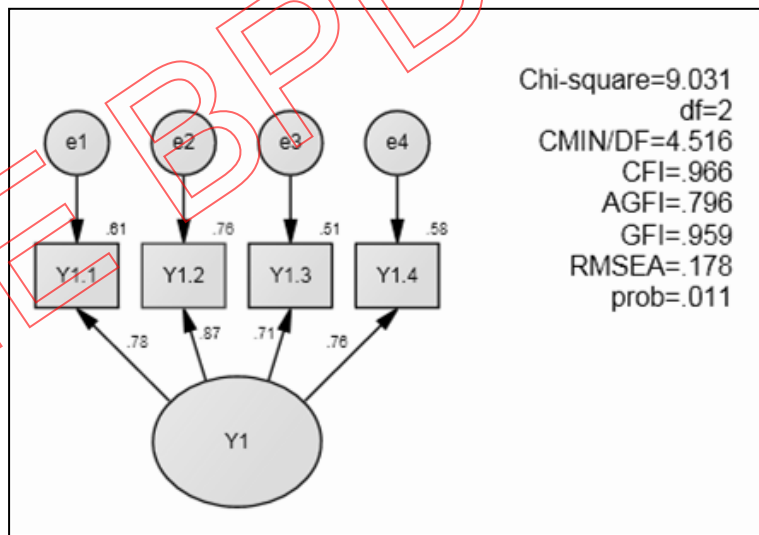 Chi-square=9.031
df=2
CMIN/DF=4.516
CFI=.966
AGFI=.796
GFI=.959
RMSEA=.178
prob=.011
e1 e2 e3 e4
.61 .76 .51 .58
Y1.1 Y1.2 Y1.3 Y1.4
.78 .87 .71 .76
Y1
E BPD